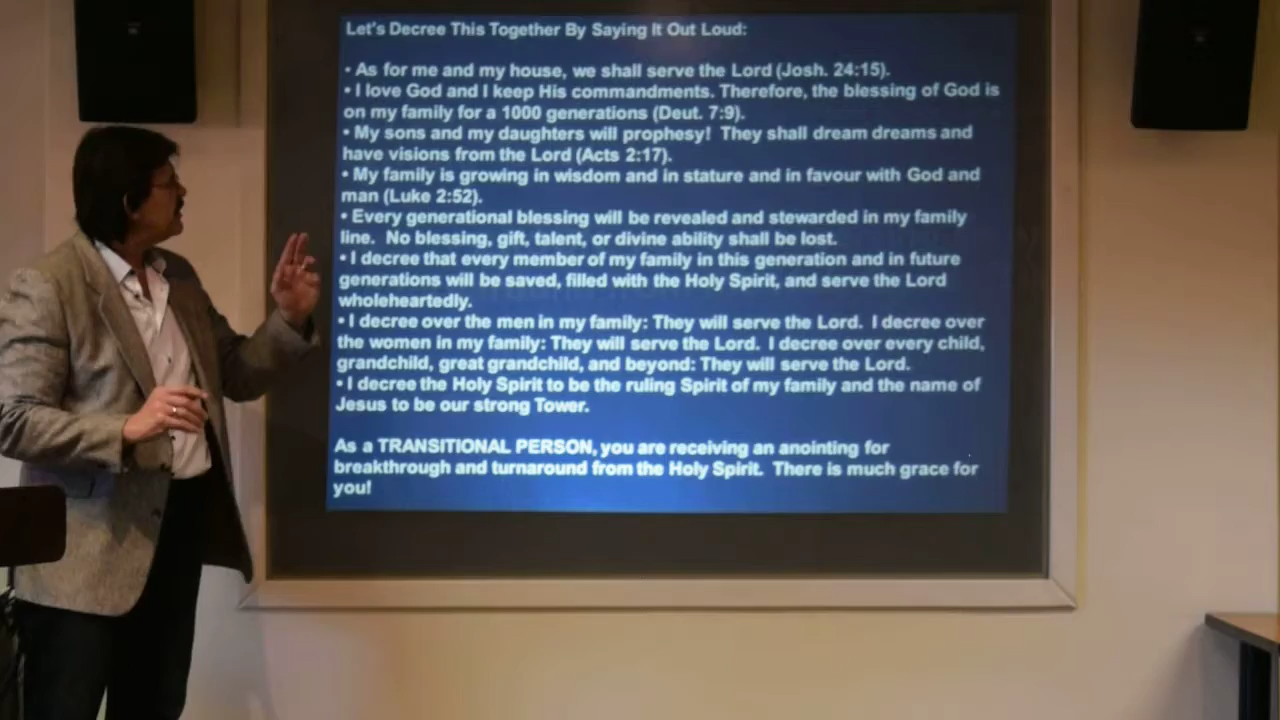 Let's Decree This Together By Saying It Out Loud:
• As for me and my house, we shall serve the Lord (Josh. 24:15).
• I love God and I keep His commandments. Therefore, the blessing of God is
on my family for a 1000 generations (Deut. 7:9).
• My sons and my daughters will prophesy! They shall dream dreams and
have visions from the Lord (Acts 2:17).
• My family is growing in wisdom and in stature and in favour with God and
man (Luke 2:52).
• Every generational blessing will be revealed and stewarded in my family
line. No blessing, gift, talent, or divine ability shall be lost.
• I decree that every member of my family in this generation and in future
generations will be saved, filled with the Holy Spirit, and serve the Lord
wholeheartedly.
• I decree over the men in my family: They will serve the Lord. I decree over
the women in my family: They will serve the Lord. I decree over every child,
grandchild, great grandchild, and beyond: They will serve the Lord.
• I decree the Holy Spirit to be the ruling Spirit of my family and the name of
Jesus to be our strong Tower.
As a TRANSITIONAL PERSON, you are receiving an anointing for
breakthrough and turnaround from the Holy Spirit. There is much grace for
you!